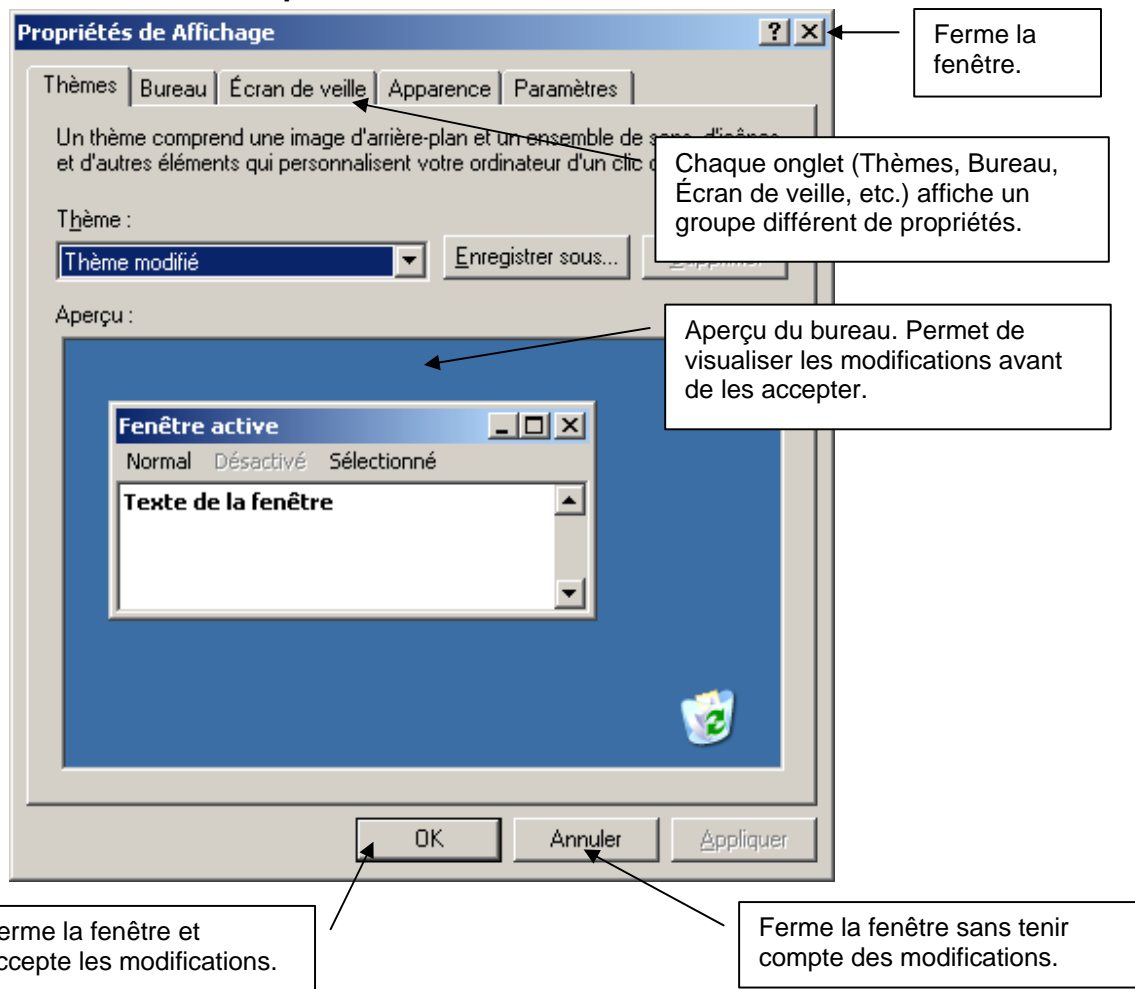 Propriétés de Affichage
Ferme la
fenêtre.
Thèmes Bureau Écran de veille Apparence Paramètres
Un thème comprend une image d'arrière-plan et un ensemble de
et d'autres éléments qui personnalisent votre ordinateur d'un clic
Chaque onglet (Thèmes, Bureau,
Écran de veille, etc.) affiche un
groupe différent de propriétés.
Thème :
Thème modifié
Enregistrer sous...
Aperçu :
Aperçu du bureau. Permet de
visualiser les modifications avant
de les accepter.
Fenêtre active
Normal Désactivé Sélectionné
Texte de la fenêtre
OK Annuler Appliquer
erme la fenêtre et
ccepte les modifications.
Ferme la fenêtre sans tenir
compte des modifications.